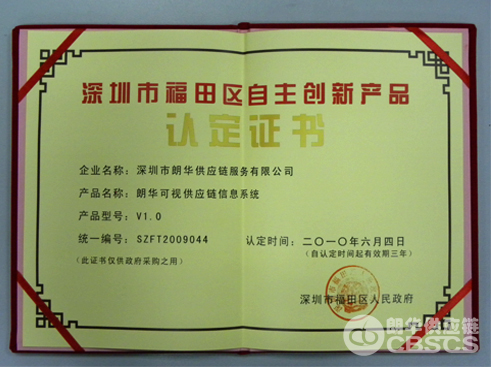 深圳市福田区自主创新产品
认定证书
企业名称：深圳市朗华供应链服务有限公司
产品名称：朗华可视供应链信息系统
产品型号：V1.0
统一编号：SZFT2009044 认定时间：二〇一〇年六月四日
（此证书仅供政府采购之用） （自认定时间起有效期三年）
深圳市福田区人民政府
朗华供应链
CBSCS